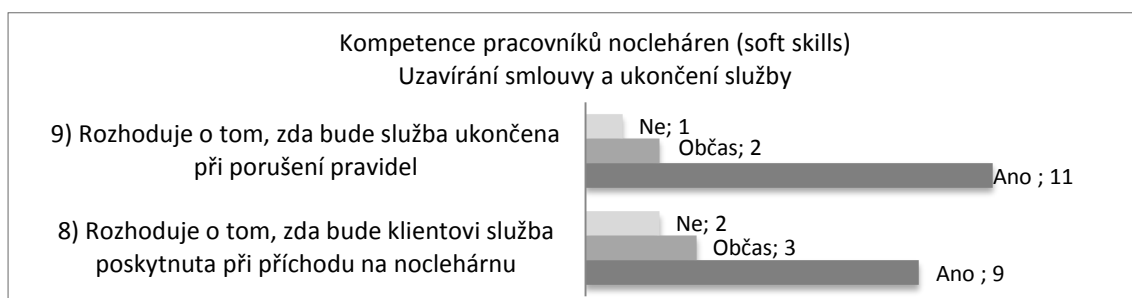 Kompetence pracovníků nocleháren (soft skills)
Uzavírání smlouvy a ukončení služby
9) Rozhoduje o tom, zda bude služba ukončena
při porušení pravidel
Ne; 1
Občas; 2
Ano ; 11
8) Rozhoduje o tom, zda bude klientovi služba
poskytnuta při příchodu na noclehárnu
Ne; 2
Občas; 3
Ano ; 9